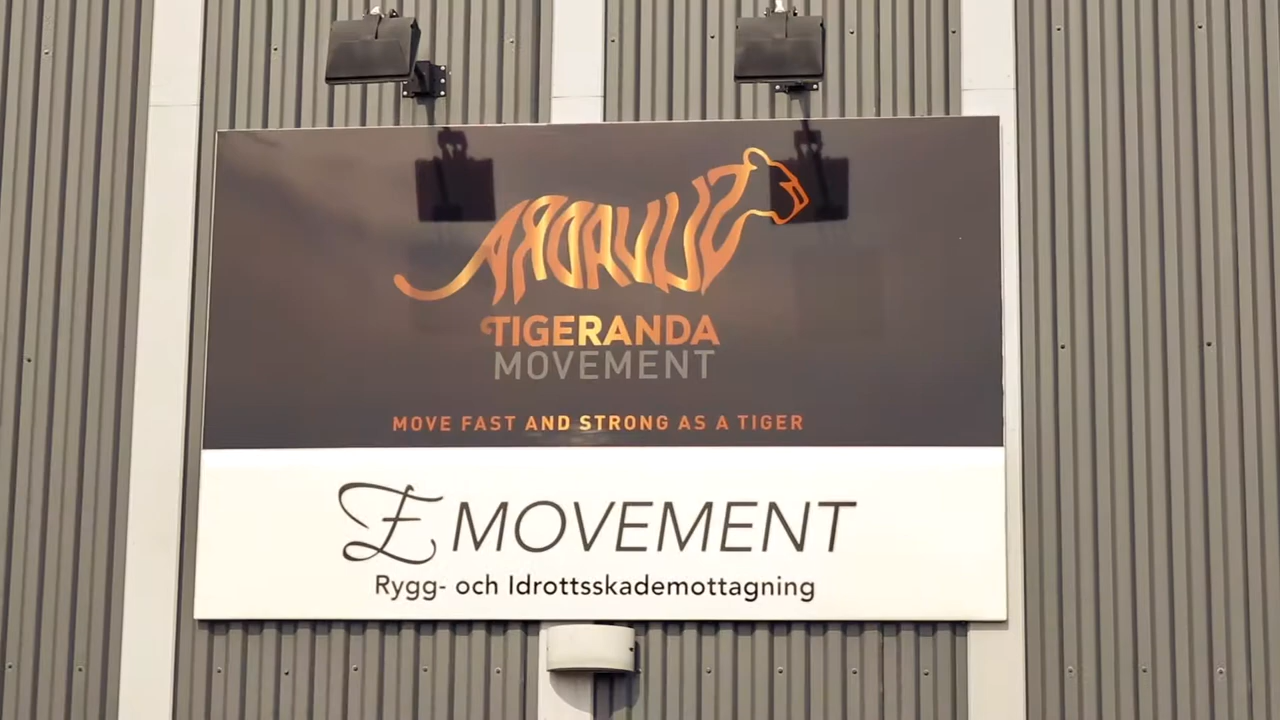 TIGERANDA
MOVEMENT
MOVE FAST AND STRONG AS A TIGER
E MOVEMENT
Rygg- och Idrottsskademottagning